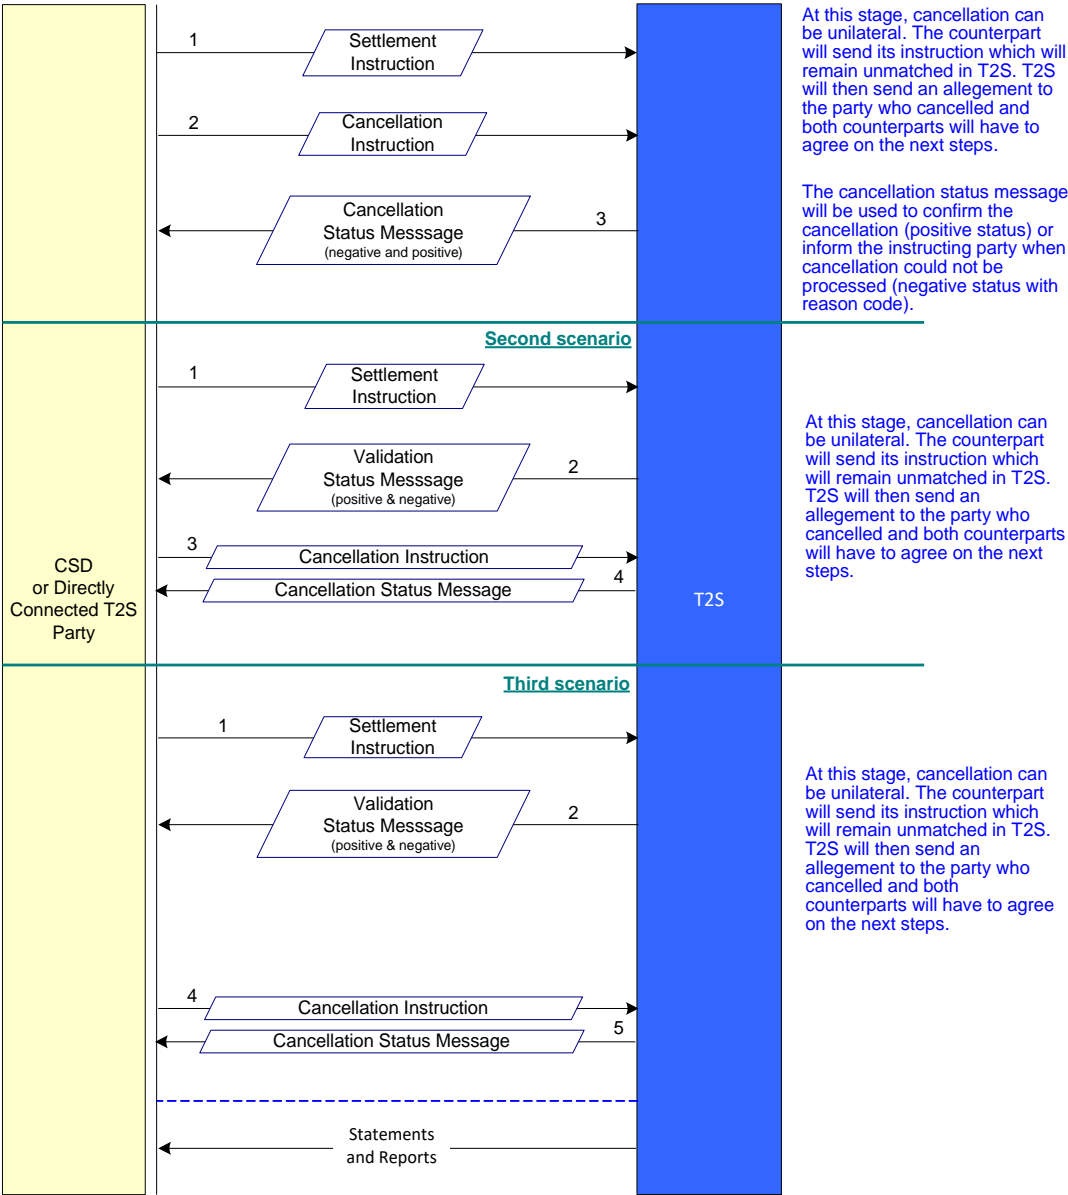 1
Settlement
Instruction
2
Cancellation
Instruction
Cancellation
Status Messsage
(negative and positive)
3
At this stage, cancellation can
be unilateral. The counterpart
will send its instruction which will
remain unmatched in T2S. T2S
will then send an allegement to
the party who cancelled and
both counterparts will have to
agree on the next steps.
The cancellation status message
will be used to confirm the
cancellation (positive status) or
inform the instructing party when
cancellation could not be
processed (negative status with
reason code).
Second scenario
1
Settlement
Instruction
Validation
Status Messsage
(positive & negative)
2
3
Cancellation Instruction
Cancellation Status Message
4
At this stage, cancellation can
be unilateral. The counterpart
will send its instruction which
will remain unmatched in T2S.
T2S will then send an
allegement to the party who
cancelled and both counterparts
will have to agree on the next
steps.
CSD
or Directly
Connected T2S
Party
T2S
Third scenario
1
Settlement
Instruction
Validation
Status Messsage
(positive & negative)
2
At this stage, cancellation can
be unilateral. The counterpart
will send its instruction which
will remain unmatched in T2S.
T2S will then send an
allegement to the party who
cancelled and both
counterparts will have to agree
on the next steps.
4
Cancellation Instruction
Cancellation Status Message
5
Statements
and Reports